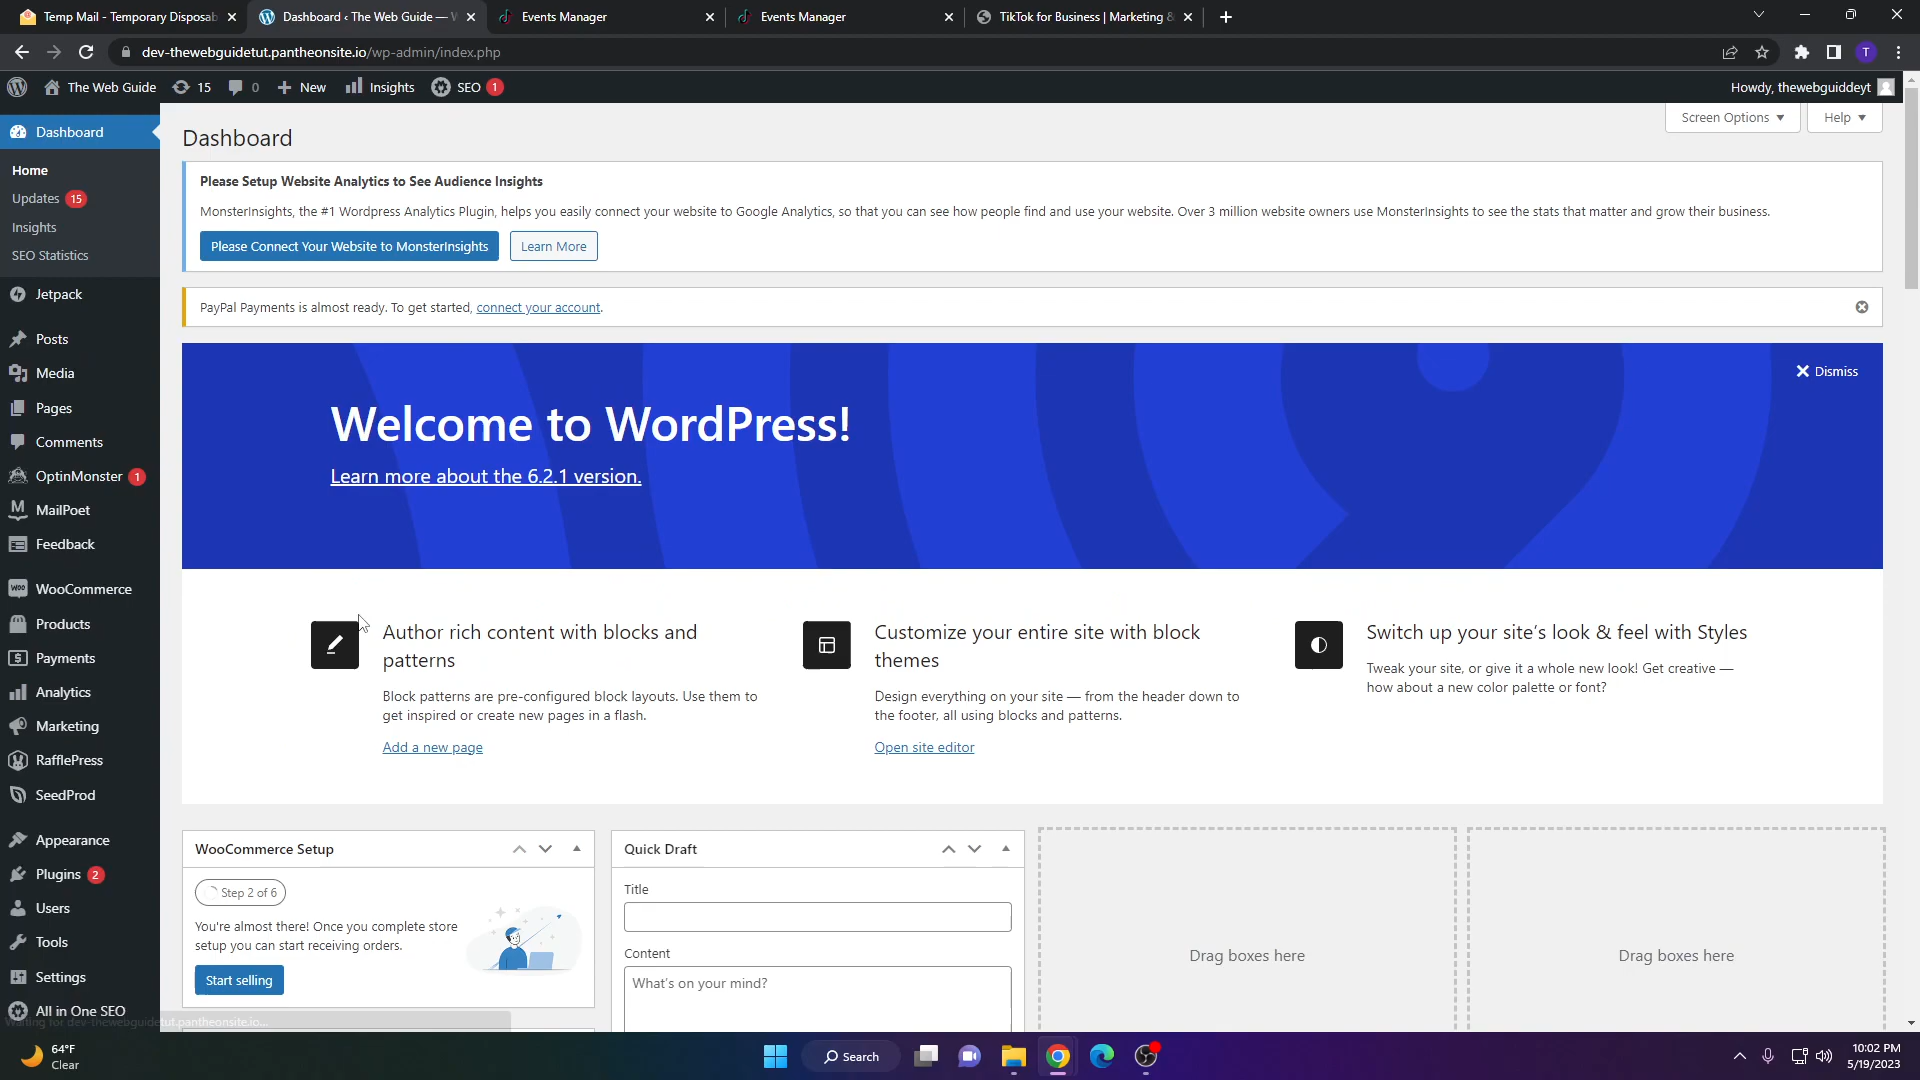 Temp Mail - Temporary Disposab
Dashboard ‹ The Web Guide — W
Events Manager
Events Manager
TikTok for Business | Marketing &
dev-thewebguidetut.pantheonsite.io/wp-admin/index.php
T
The Web Guide
15
0
New
Insights
SEO 1
Howdy, thewebguiddeyt
Dashboard
Home
Updates 15
Insights
SEO Statistics
Jetpack
Posts
Media
Pages
Comments
OptinMonster 1
MailPoet
Feedback
WooCommerce
Products
Payments
Analytics
Marketing
RafflePress
SeedProd
Appearance
Plugins 2
Users
Tools
Settings
All in One SEO
Waiting for dev-thewebguidetut.pantheonsite.io...
Screen Options
Help
Dashboard
Please Setup Website Analytics to See Audience Insights
MonsterInsights, the #1 Wordpress Analytics Plugin, helps you easily connect your website to Google Analytics, so that you can see how people find and use your website. Over 3 million website owners use MonsterInsights to see the stats that matter and grow their business.
Please Connect Your Website to MonsterInsights
Learn More
PayPal Payments is almost ready. To get started, connect your account.
Dismiss
Welcome to WordPress!
Learn more about the 6.2.1 version.
Author rich content with blocks and
patterns
Block patterns are pre-configured block layouts. Use them to
get inspired or create new pages in a flash.
Add a new page
Customize your entire site with block
themes
Design everything on your site — from the header down to
the footer, all using blocks and patterns.
Open site editor
Switch up your site's look & feel with Styles
Tweak your site, or give it a whole new look! Get creative —
how about a new color palette or font?
WooCommerce Setup
Step 2 of 6
You're almost there! Once you complete store
setup you can start receiving orders.
Start selling
Quick Draft
Title
Content
What's on your mind?
Drag boxes here
Drag boxes here
64°F
Clear
Search
10:02 PM
5/19/2023